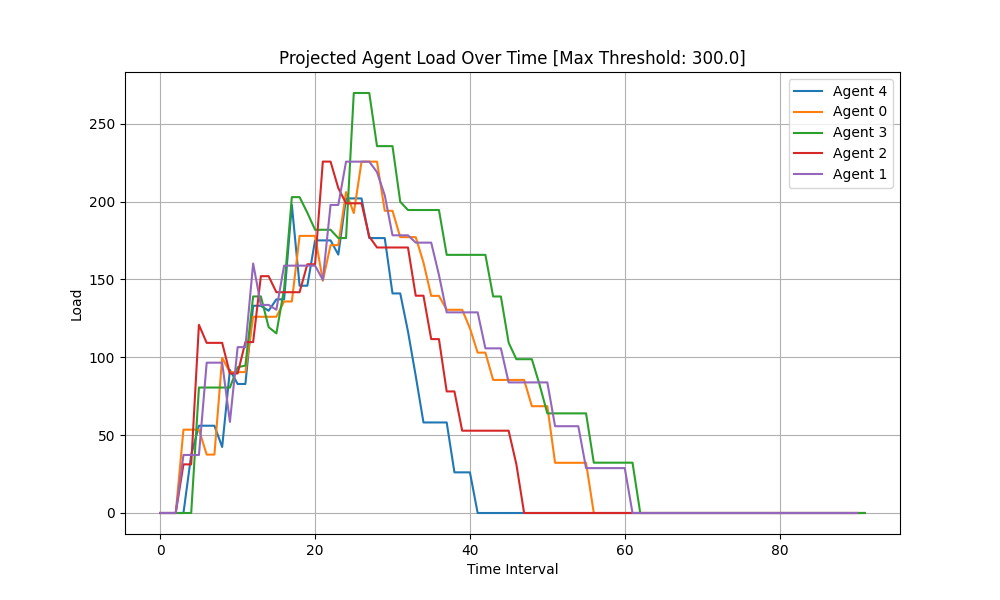 Projected Agent Load Over Time [Max Threshold: 300.0]
Load
250
200
150
100
50
0
0 20 40 60 80
Time Interval
Agent 4
Agent 0
Agent 3
Agent 2
Agent 1